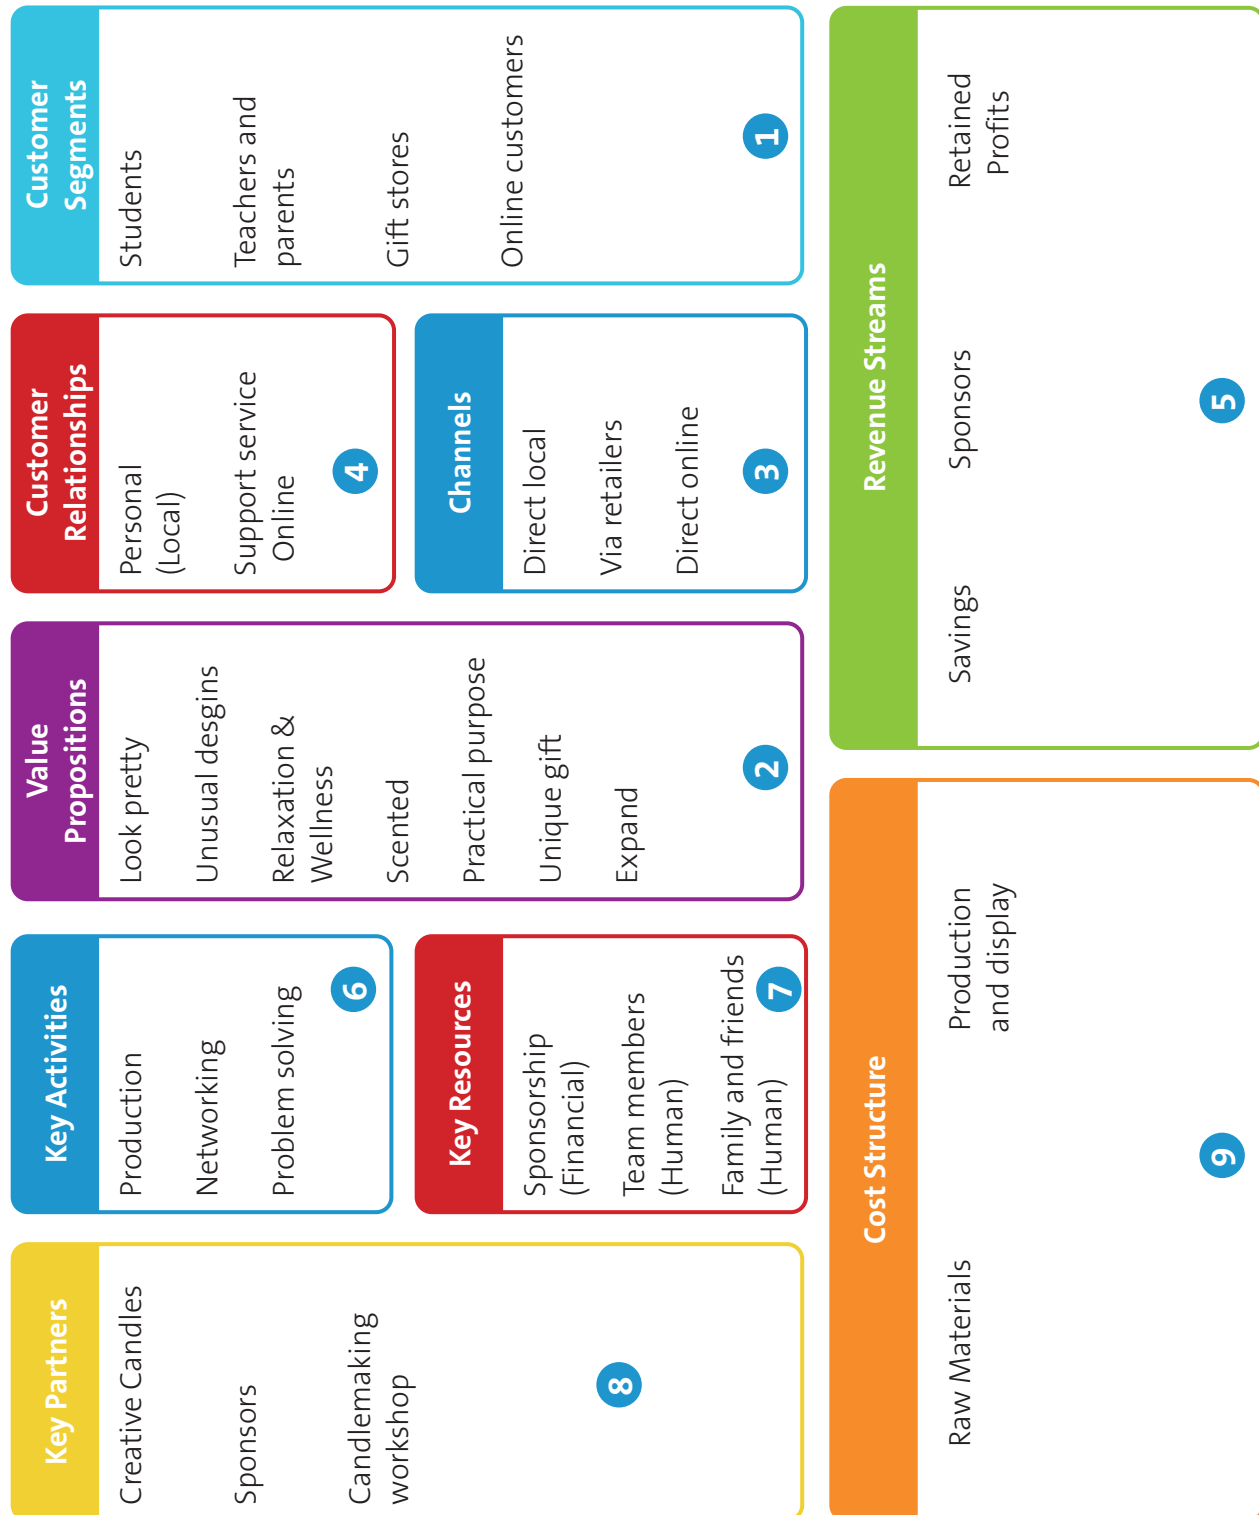 Key Partners
Creative Candles
Sponsors
Candlemaking
workshop
8
Key Activities
Production
Networking
Problem solving
6
Key Resources
Sponsorship
(Financial)
Team members
(Human)
Family and friends
(Human)
7
Value
Propositions
Look pretty
Unusual desgins
Relaxation &
Wellness
Scented
Practical purpose
Unique gift
Expand
2
Customer
Relationships
Personal
(Local)
Support service
Online
4
Channels
Direct local
Via retailers
Direct online
3
Customer
Segments
Students
Teachers and
parents
Gift stores
Online customers
1
Cost Structure
Raw Materials
Production
and display
9
Revenue Streams
Savings
Sponsors
Retained
Profits
5